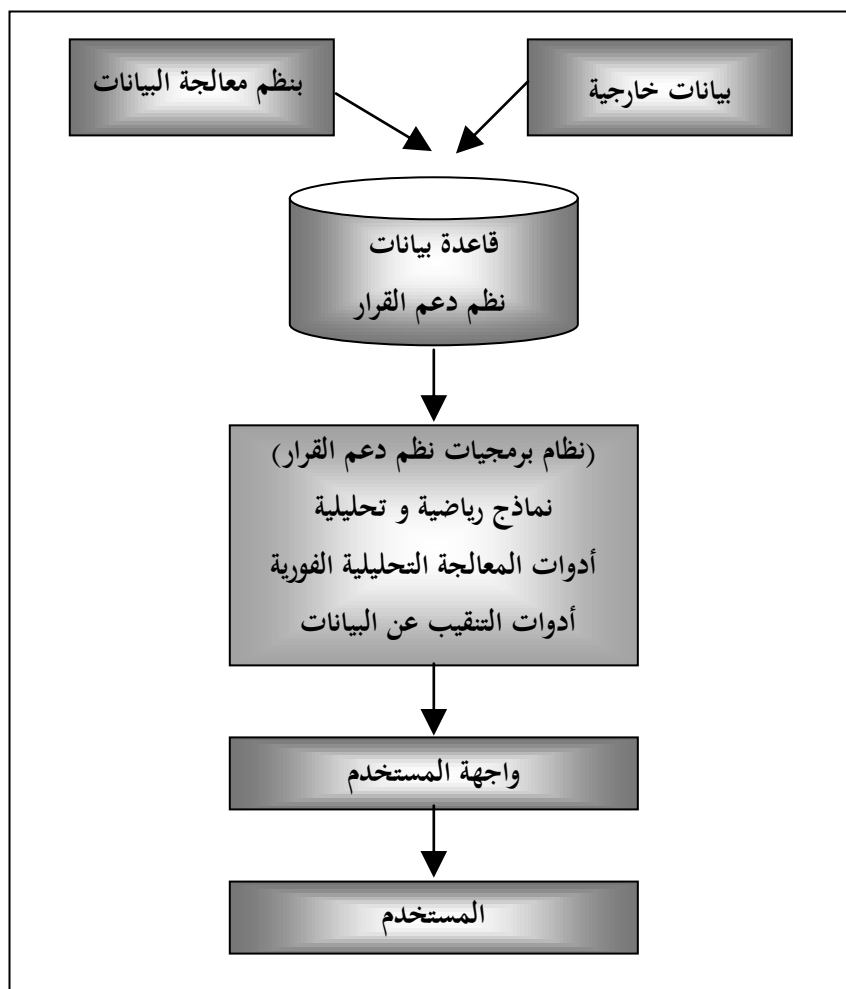 بيانات خارجية
بنظم معالجة البيانات
قاعدة بيانات
نظم دعم القرار
(نظام برمجيات نظم دعم القرار)
نماذج رياضية و تحليلية
أدوات المعالجة التحليلية الفورية
أدوات التنقيب عن البيانات
واجهة المستخدم
المستخدم